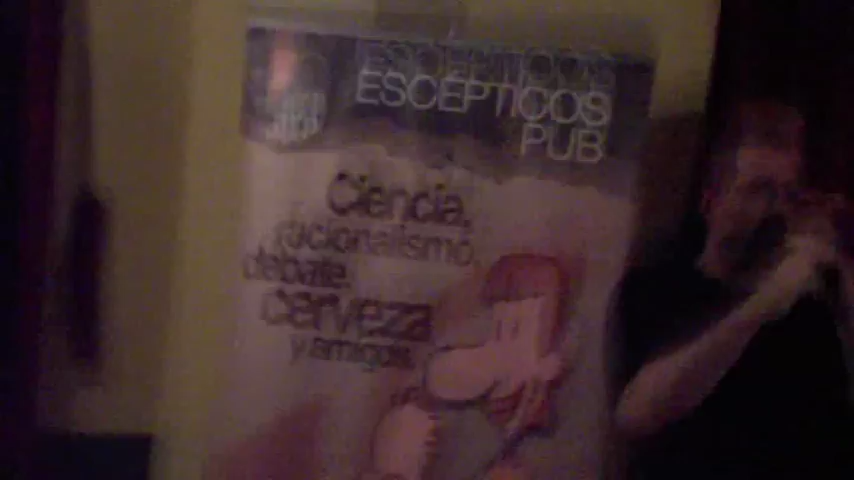 ESCÉPTICOS
PUB
Ciencia,
racionalismo,
debate,
cerveza
y amigos.